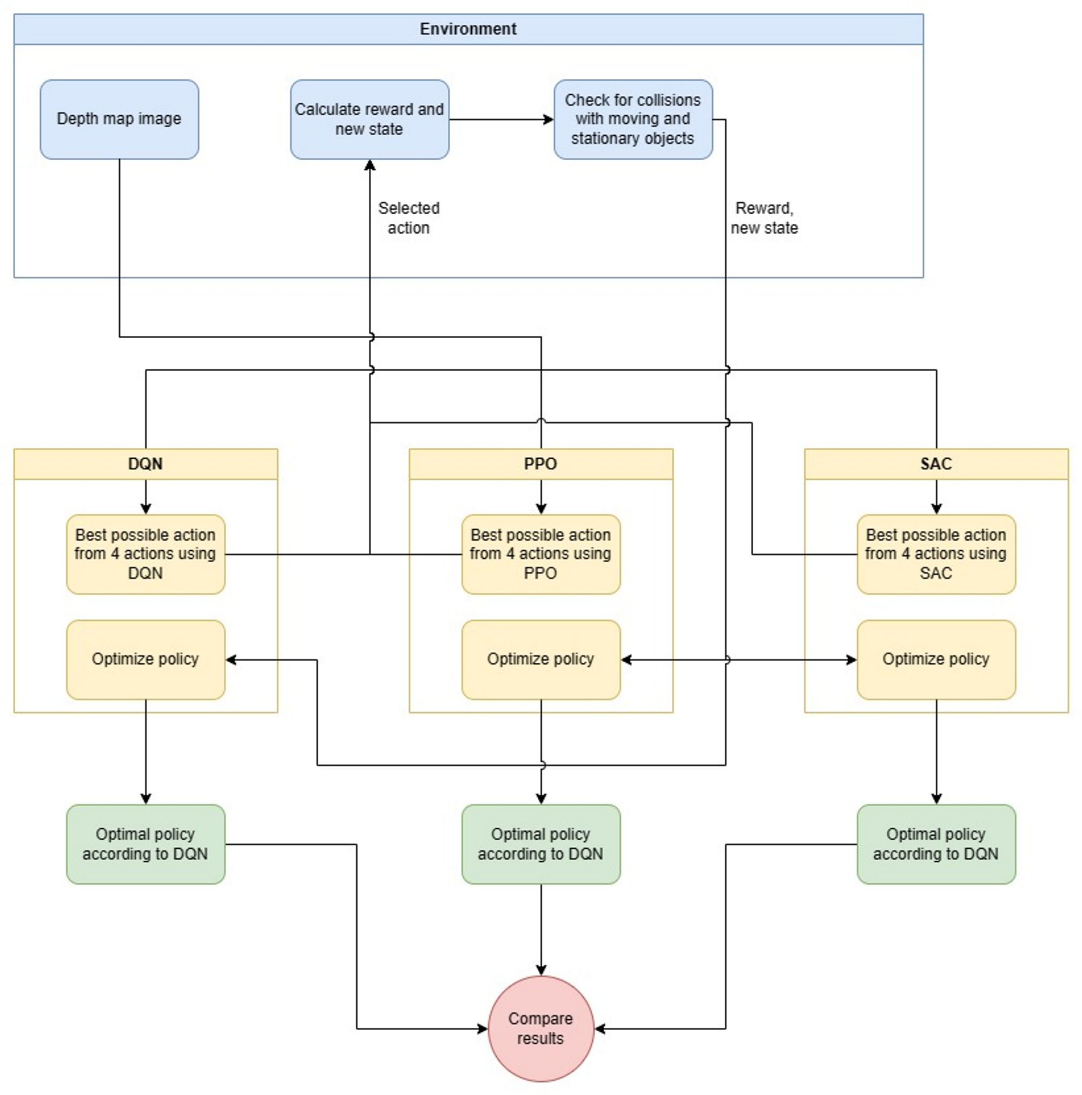 Environment
Depth map image
Calculate reward and
new state
Check for collisions
with moving and
stationary objects
Selected
action
Reward,
new state
DQN
PPO
SAC
Best possible action
from 4 actions using
DQN
Best possible action
from 4 actions using
PPO
Best possible action
from 4 actions using
SAC
Optimize policy
Optimize policy
Optimize policy
Optimal policy
according to DQN
Optimal policy
according to DQN
Optimal policy
according to DQN
Compare
results